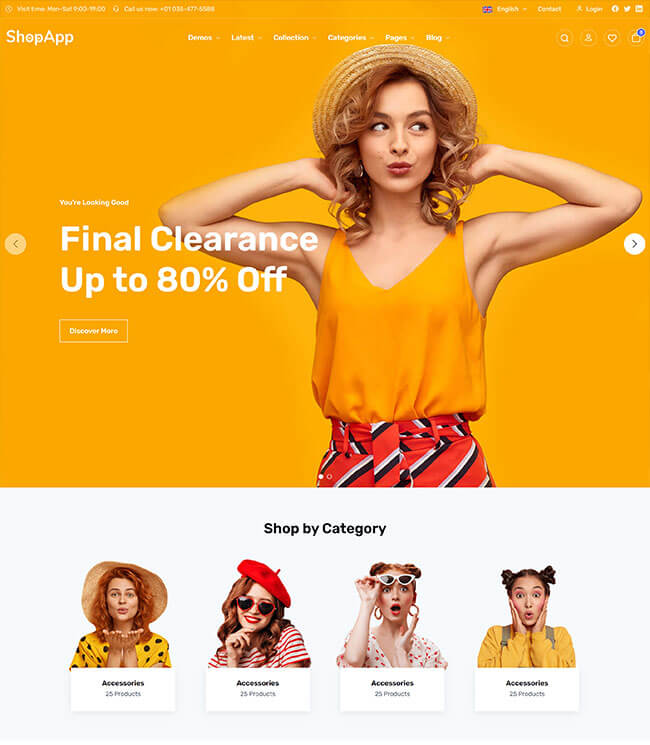 Visit time: Mon-Sat 9:00-19:00 Call us now: +01 035-477-5588 English Contact Login
ShopApp Demos Latest Collection Categories Pages Blog 0
You're Looking Good
Final Clearance
Up to 80% Off
Discover More
Shop by Category
Accessories Accessories Accessories Accessories
25 Products 25 Products 25 Products 25 Products